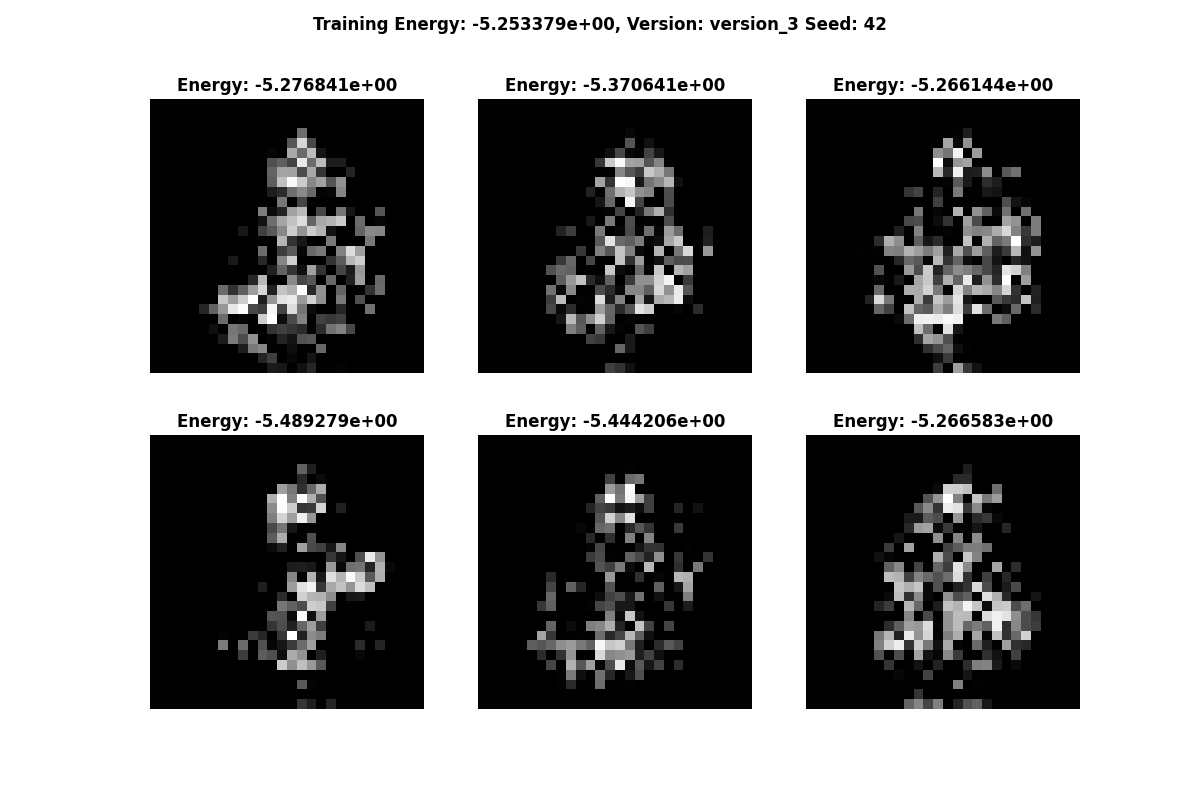 Training Energy: -5.253379e+00, Version: version_3 Seed: 42
Energy: -5.276841e+00
Energy: -5.370641e+00
Energy: -5.266144e+00
Energy: -5.489279e+00
Energy: -5.444206e+00
Energy: -5.266583e+00